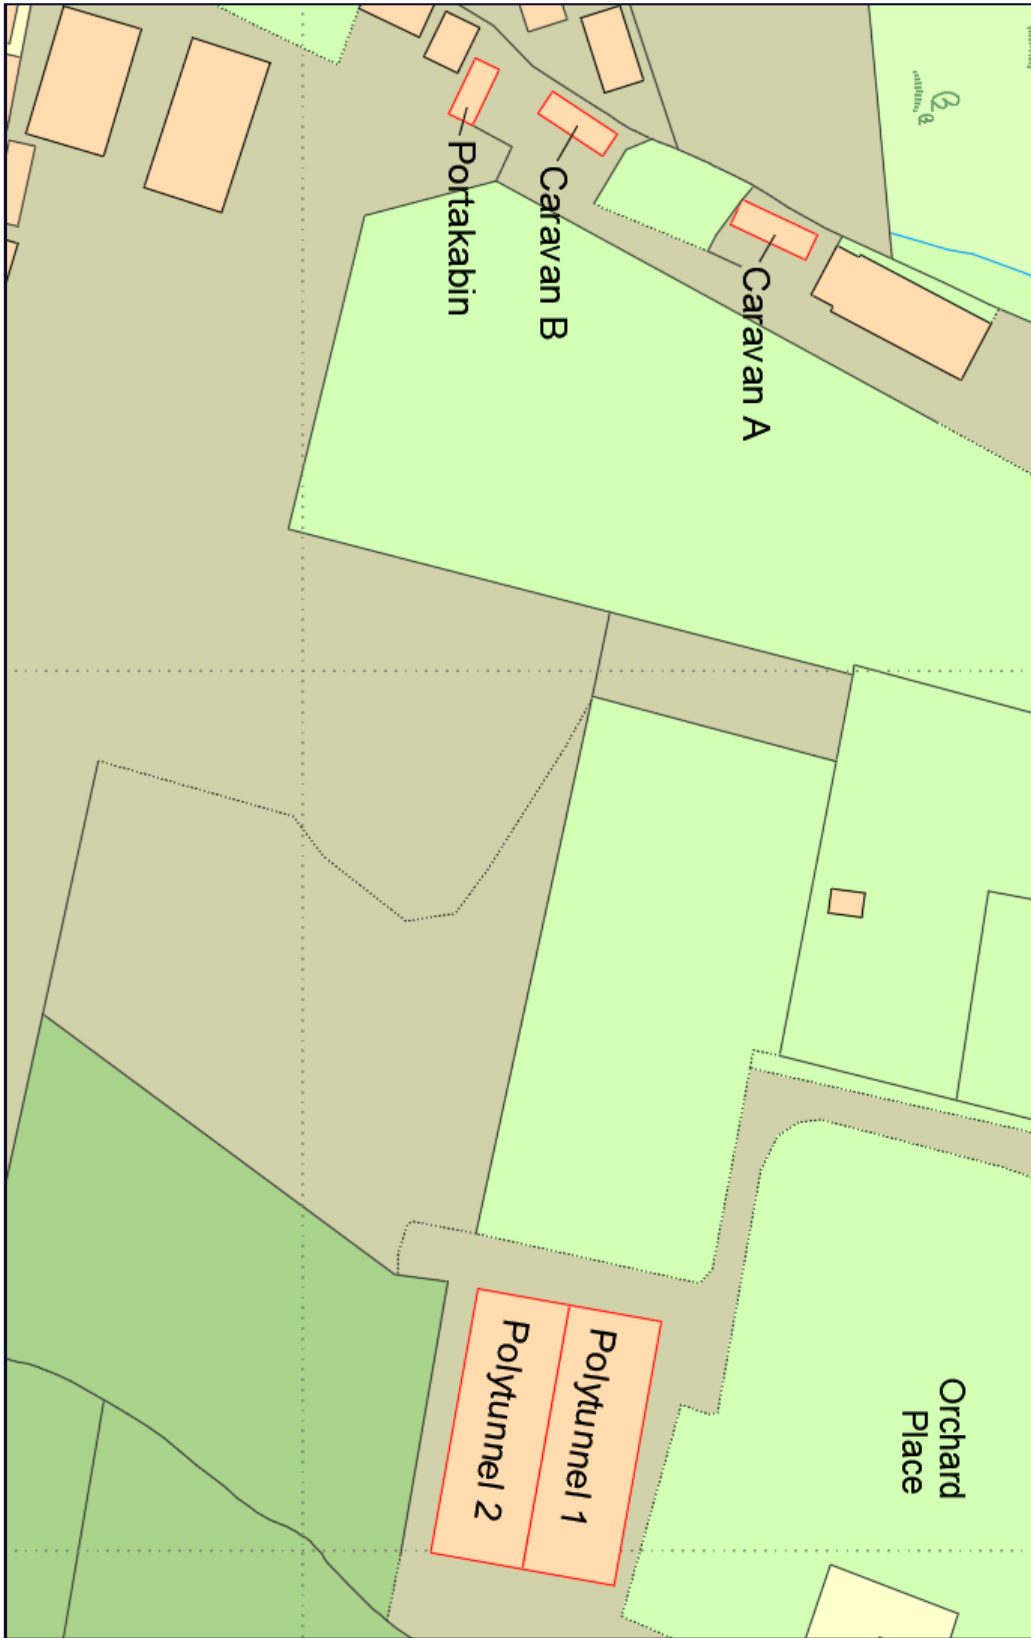 Portakabin
Caravan B
Caravan A
Polytunnel 1
Polytunnel 2
Orchard
Place